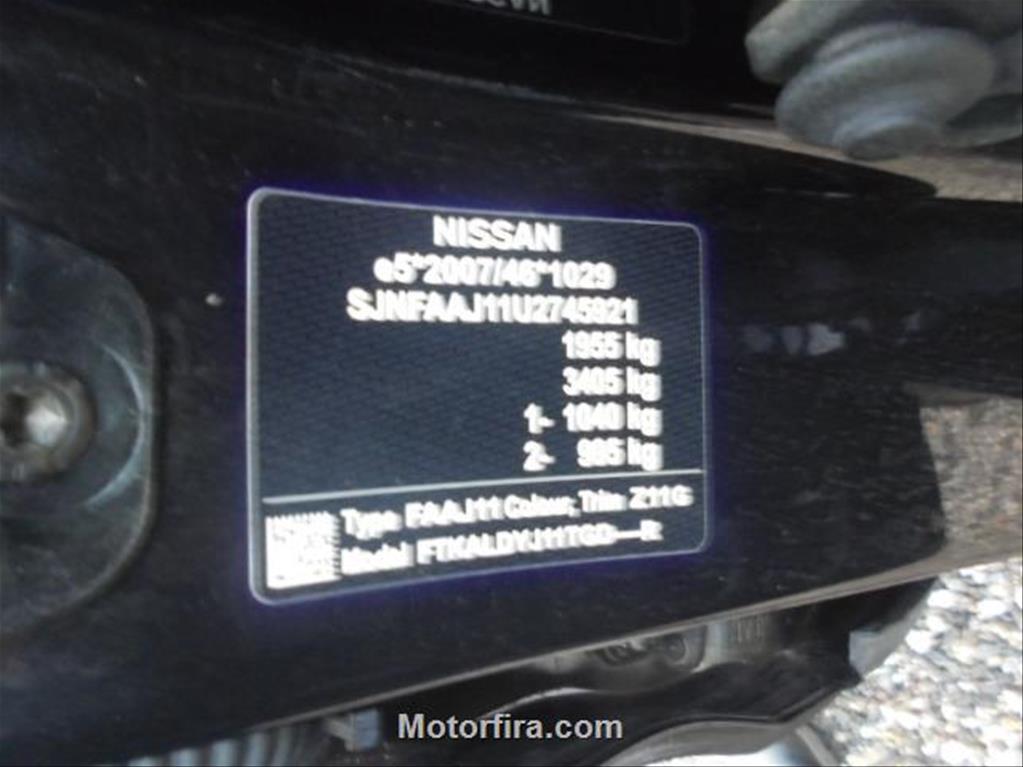 NISSAN
e5*2007/46*1029
SJNFAAJ11U2745921
1955 kg
3405 kg
1- 1040 kg
2- 985 kg
Type FAAJ11 Colour, Trim Z11G
Model FTKALDYJ11TGD---R
Motorfira.com